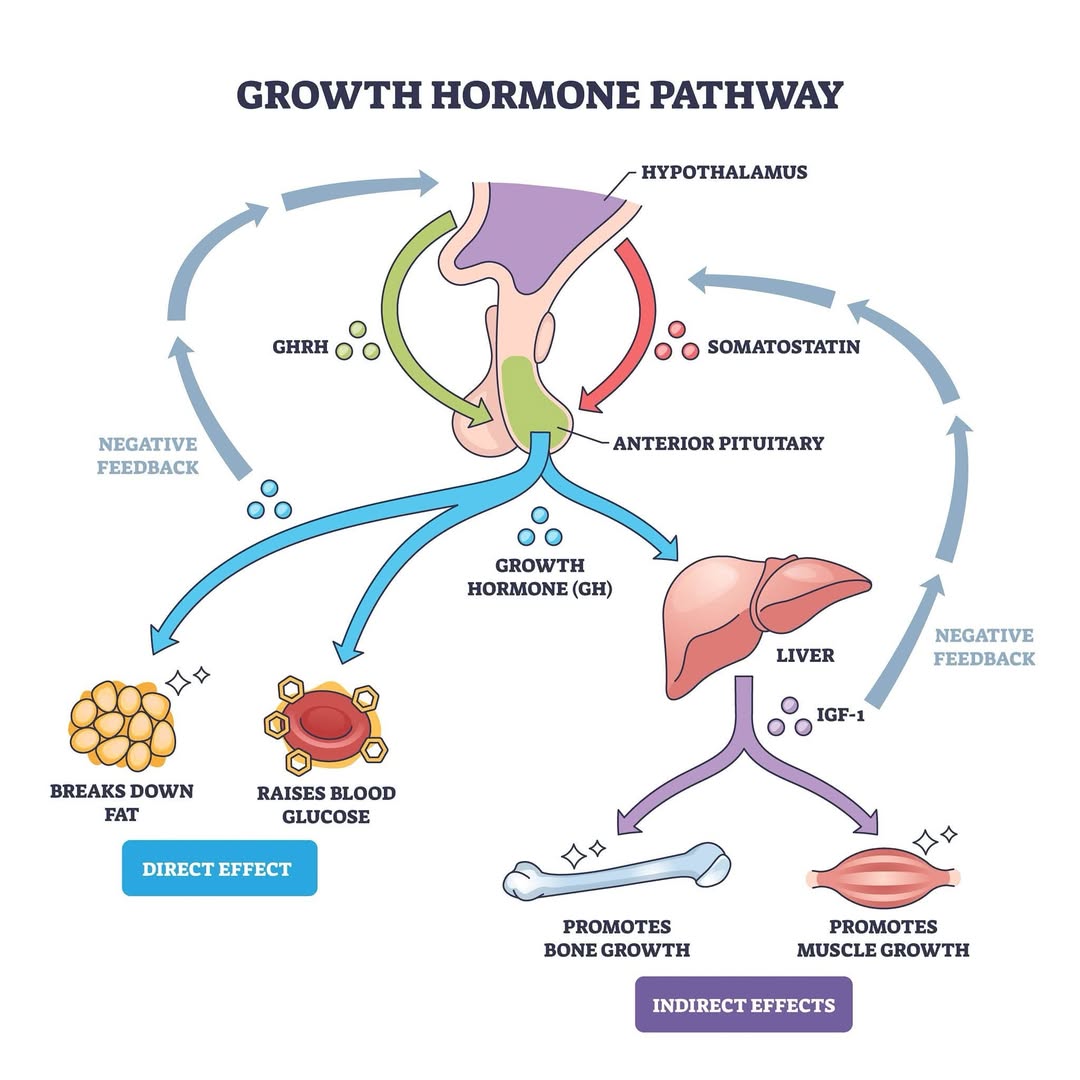 GROWTH HORMONE PATHWAY
HYPOTHALAMUS
GHRH
SOMATOSTATIN
ANTERIOR PITUITARY
NEGATIVE
FEEDBACK
GROWTH
HORMONE (GH)
LIVER
NEGATIVE
FEEDBACK
IGF-1
BREAKS DOWN
FAT
RAISES BLOOD
GLUCOSE
DIRECT EFFECT
PROMOTES
BONE GROWTH
PROMOTES
MUSCLE GROWTH
INDIRECT EFFECTS